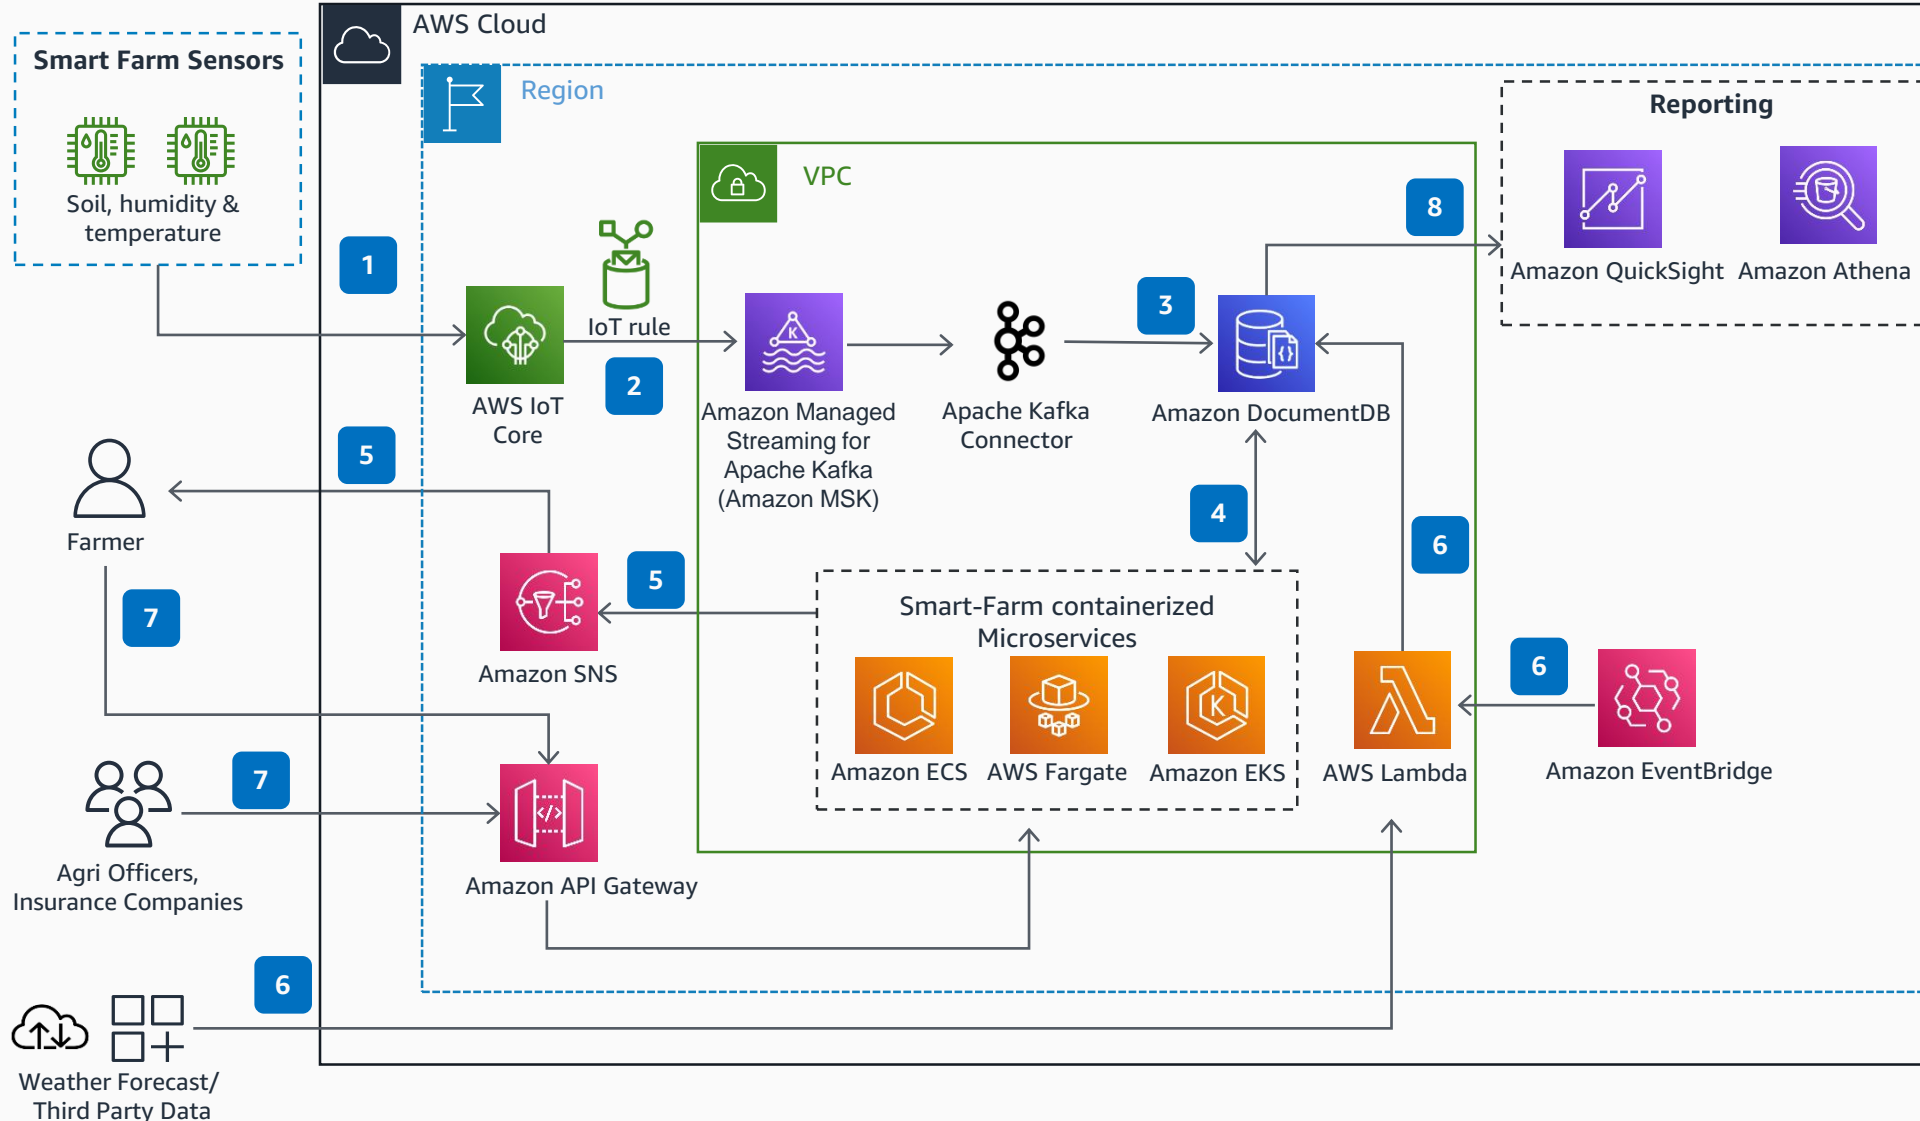 AWS Cloud
Smart Farm Sensors
Soil, humidity &
temperature
Region
VPC
Reporting
Amazon QuickSight
Amazon Athena
1
IoT rule
2
AWS IoT
Core
K
Amazon Managed
Streaming for
Apache Kafka
(Amazon MSK)
Apache Kafka
Connector
3
{}
Amazon DocumentDB
8
5
Farmer
4
6
7
Amazon SNS
5
Smart-Farm containerized
Microservices
Amazon ECS
AWS Fargate
K
Amazon EKS
AWS Lambda
6
Amazon EventBridge
7
Agri Officers,
Insurance Companies
</>
Amazon API Gateway
6
Weather Forecast/
Third Party Data